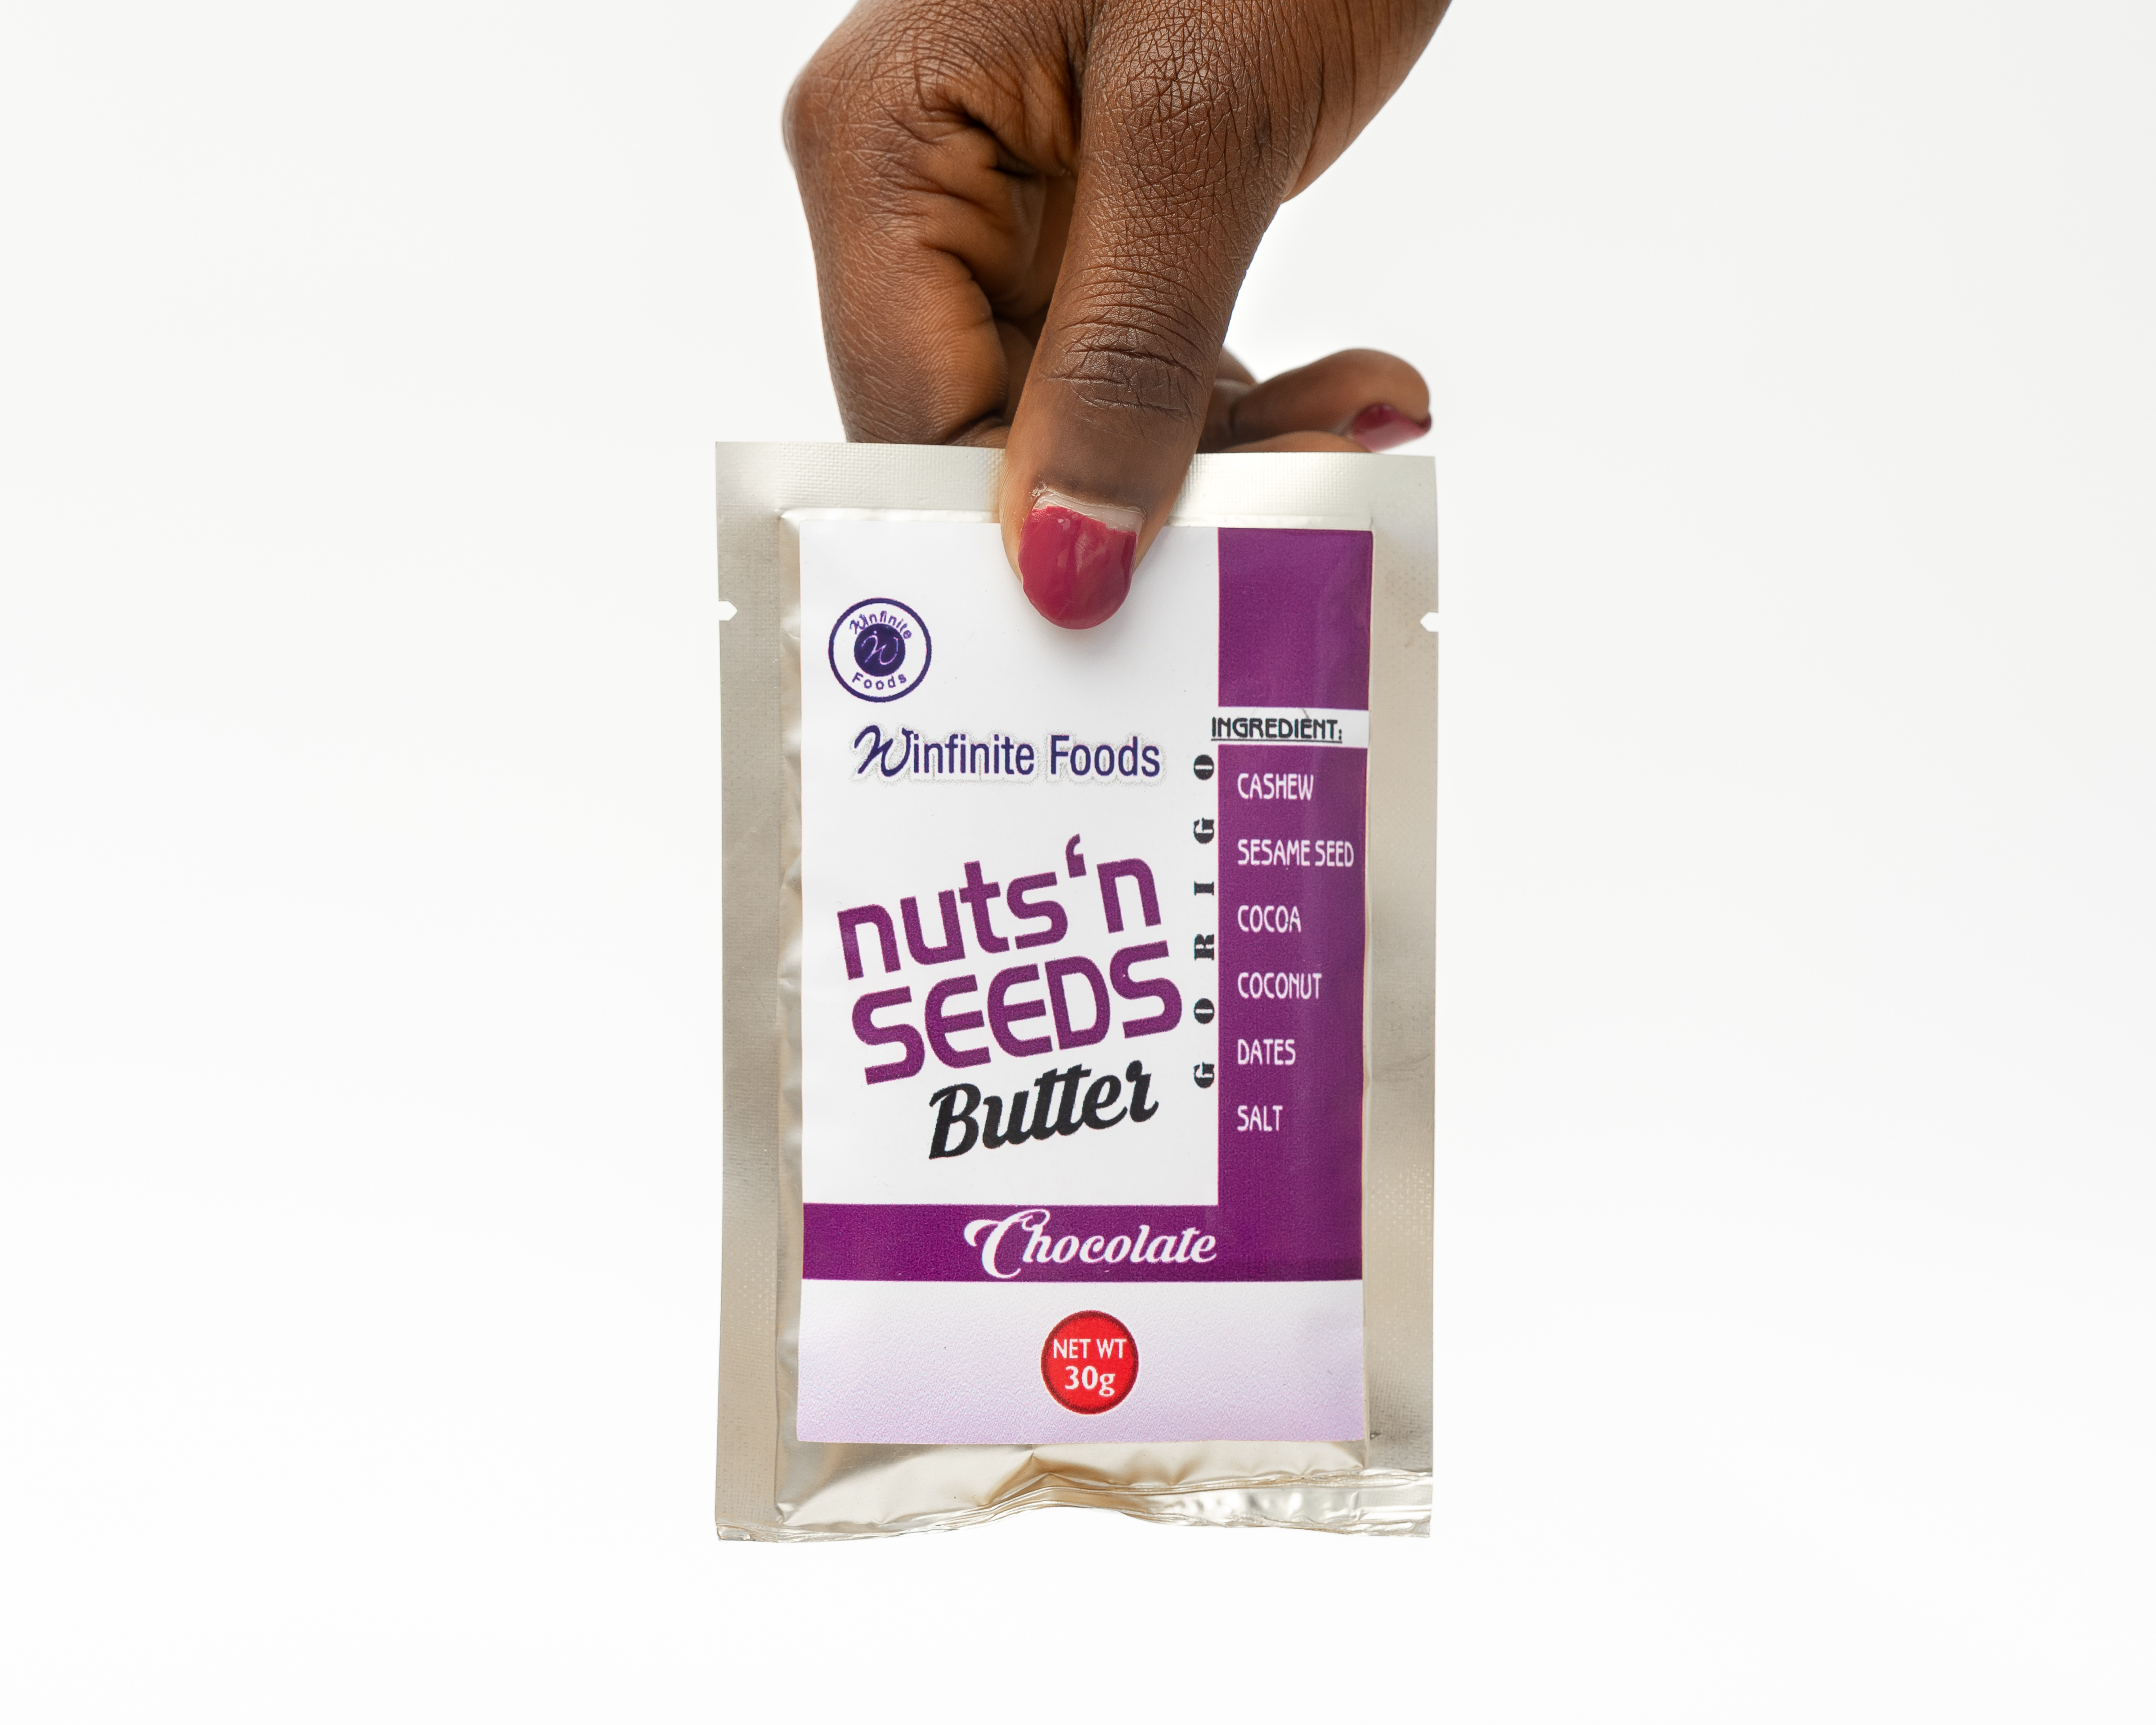 Winfinite
W
Foods
Winfinite Foods
nuts‘n
SEEDS
Butter
GORIGO
INGREDIENT:
CASHEW
SESAME SEED
COCOA
COCONUT
DATES
SALT
Chocolate
NET WT
30g